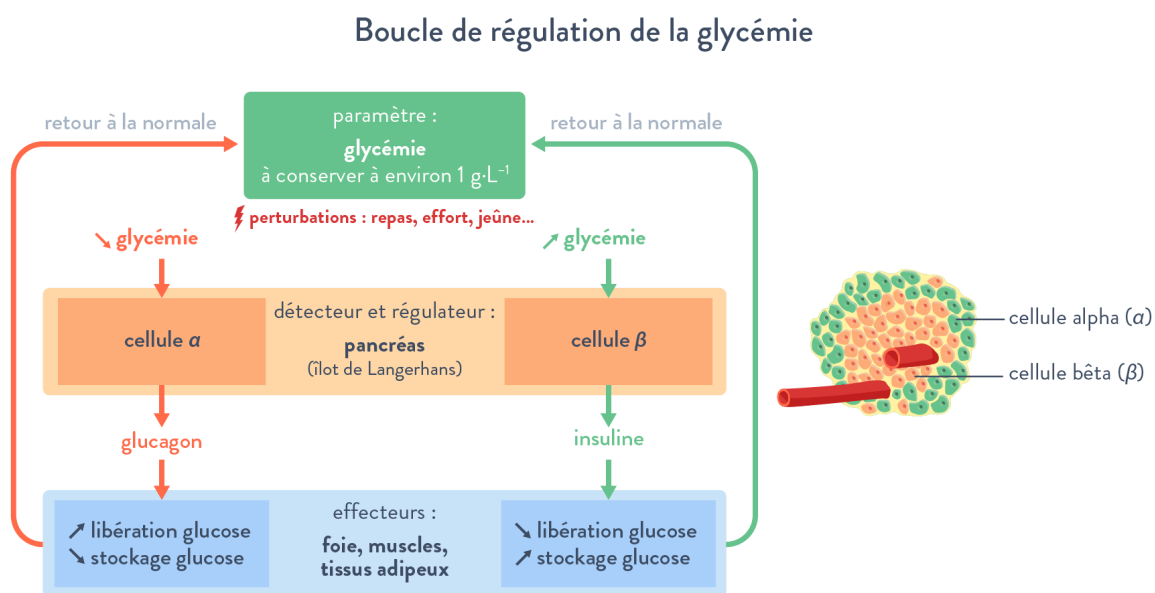 Boucle de régulation de la glycémie
retour à la normale
paramètre :
glycémie
à conserver à environ 1 g·L⁻¹
retour à la normale
perturbations : repas, effort, jeûne...
↘ glycémie
↗ glycémie
cellule α
détecteur et régulateur :
pancréas
(îlot de Langerhans)
cellule β
glucagon
insuline
↗ libération glucose
↘ stockage glucose
effecteurs :
foie, muscles,
tissus adipeux
↘ libération glucose
↗ stockage glucose
cellule alpha (α)
cellule bêta (β)